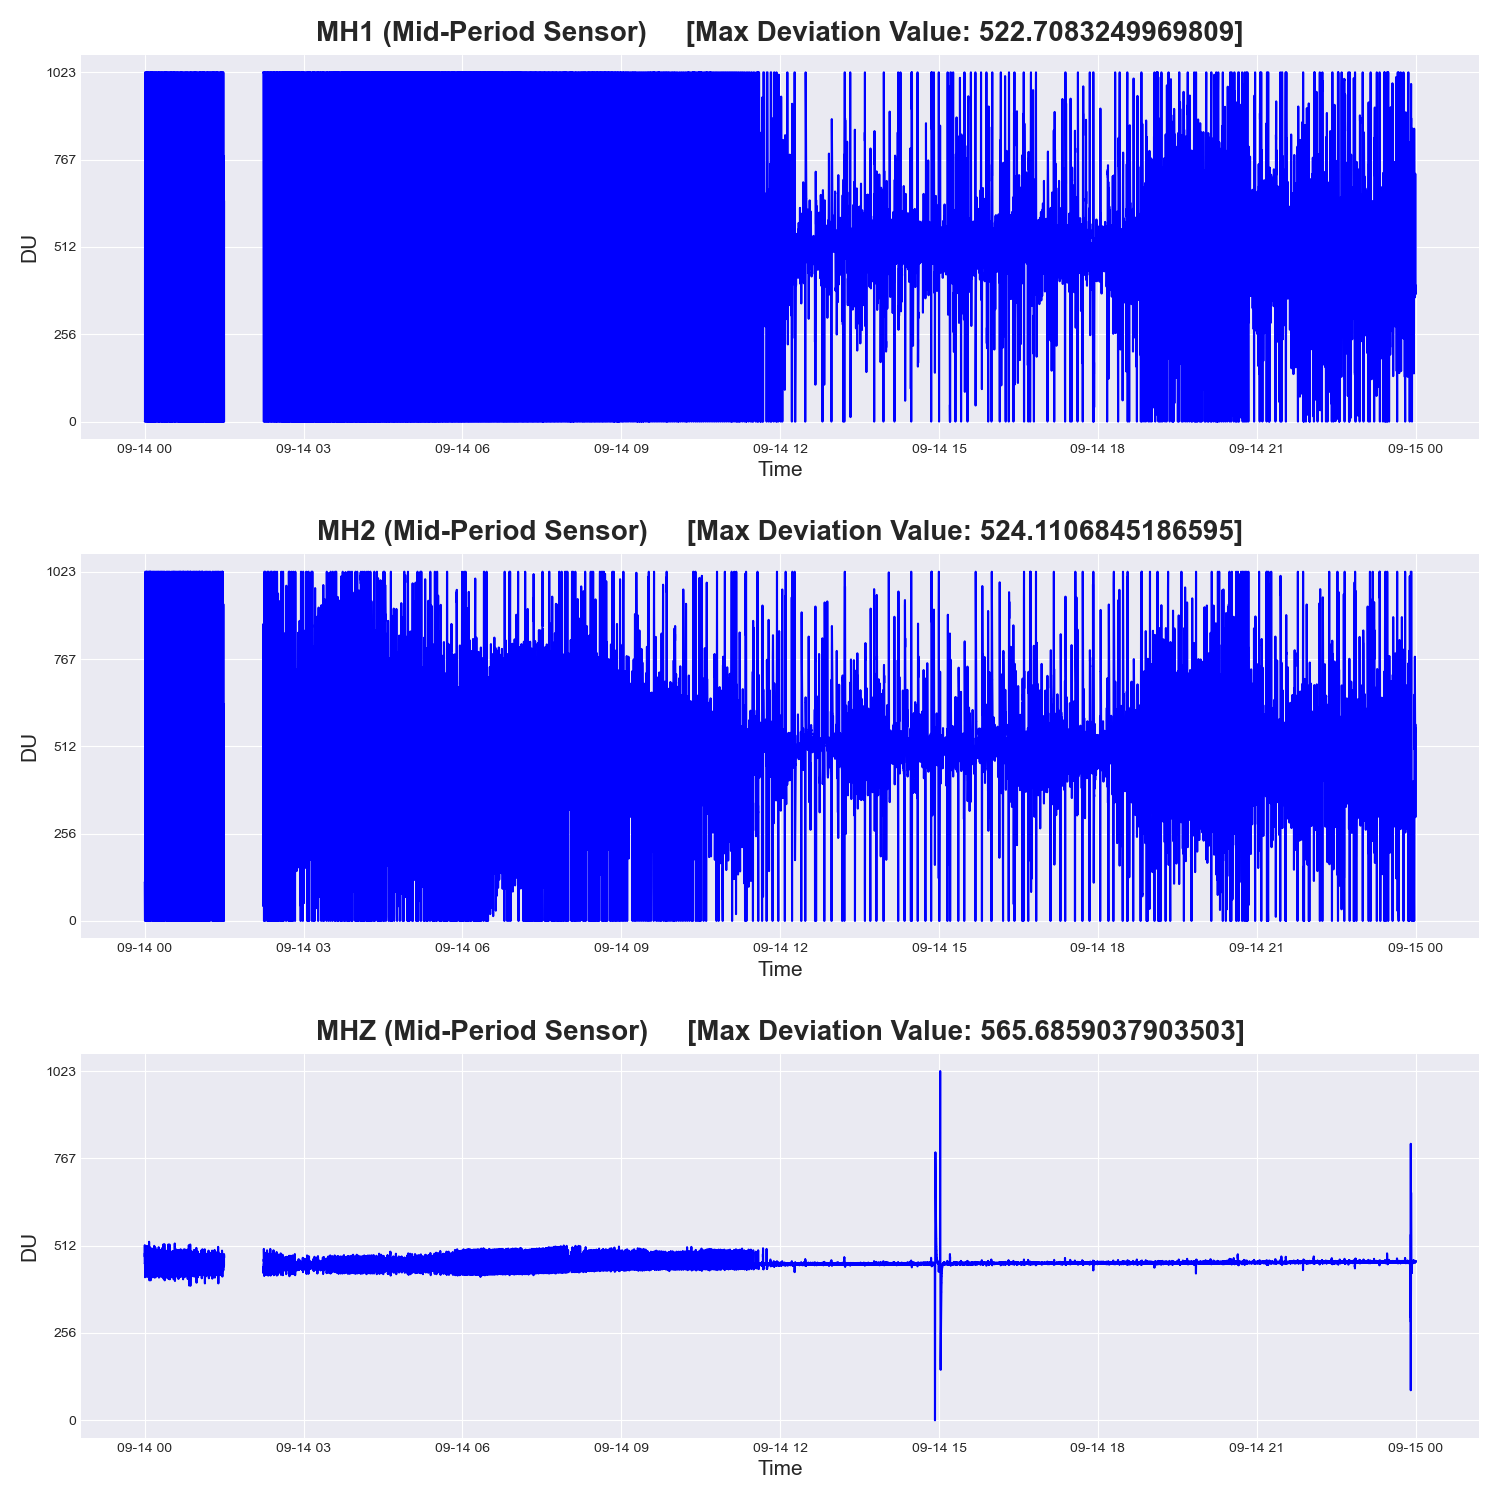 MH1 (Mid-Period Sensor) [Max Deviation Value: 522.7083249969809]
1023
767
512
256
0
DU
09-14 00 09-14 03 09-14 06 09-14 09 09-14 12 09-14 15 09-14 18 09-14 21 09-15 00
Time
MH2 (Mid-Period Sensor) [Max Deviation Value: 524.1106845186595]
1023
767
512
256
0
DU
09-14 00 09-14 03 09-14 06 09-14 09 09-14 12 09-14 15 09-14 18 09-14 21 09-15 00
Time
MHZ (Mid-Period Sensor) [Max Deviation Value: 565.6859037903503]
1023
767
512
256
0
DU
09-14 00 09-14 03 09-14 06 09-14 09 09-14 12 09-14 15 09-14 18 09-14 21 09-15 00
Time